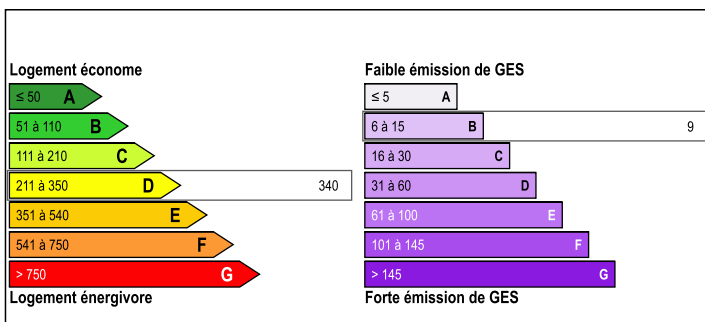 Logement économe
≤ 50 A
51 à 110 B
111 à 210 C
211 à 350 D 340
351 à 540 E
541 à 750 F
> 750 G
Logement énergivore
Faible émission de GES
≤ 5 A
6 à 15 B 9
16 à 30 C
31 à 60 D
61 à 100 E
101 à 145 F
> 145 G
Forte émission de GES